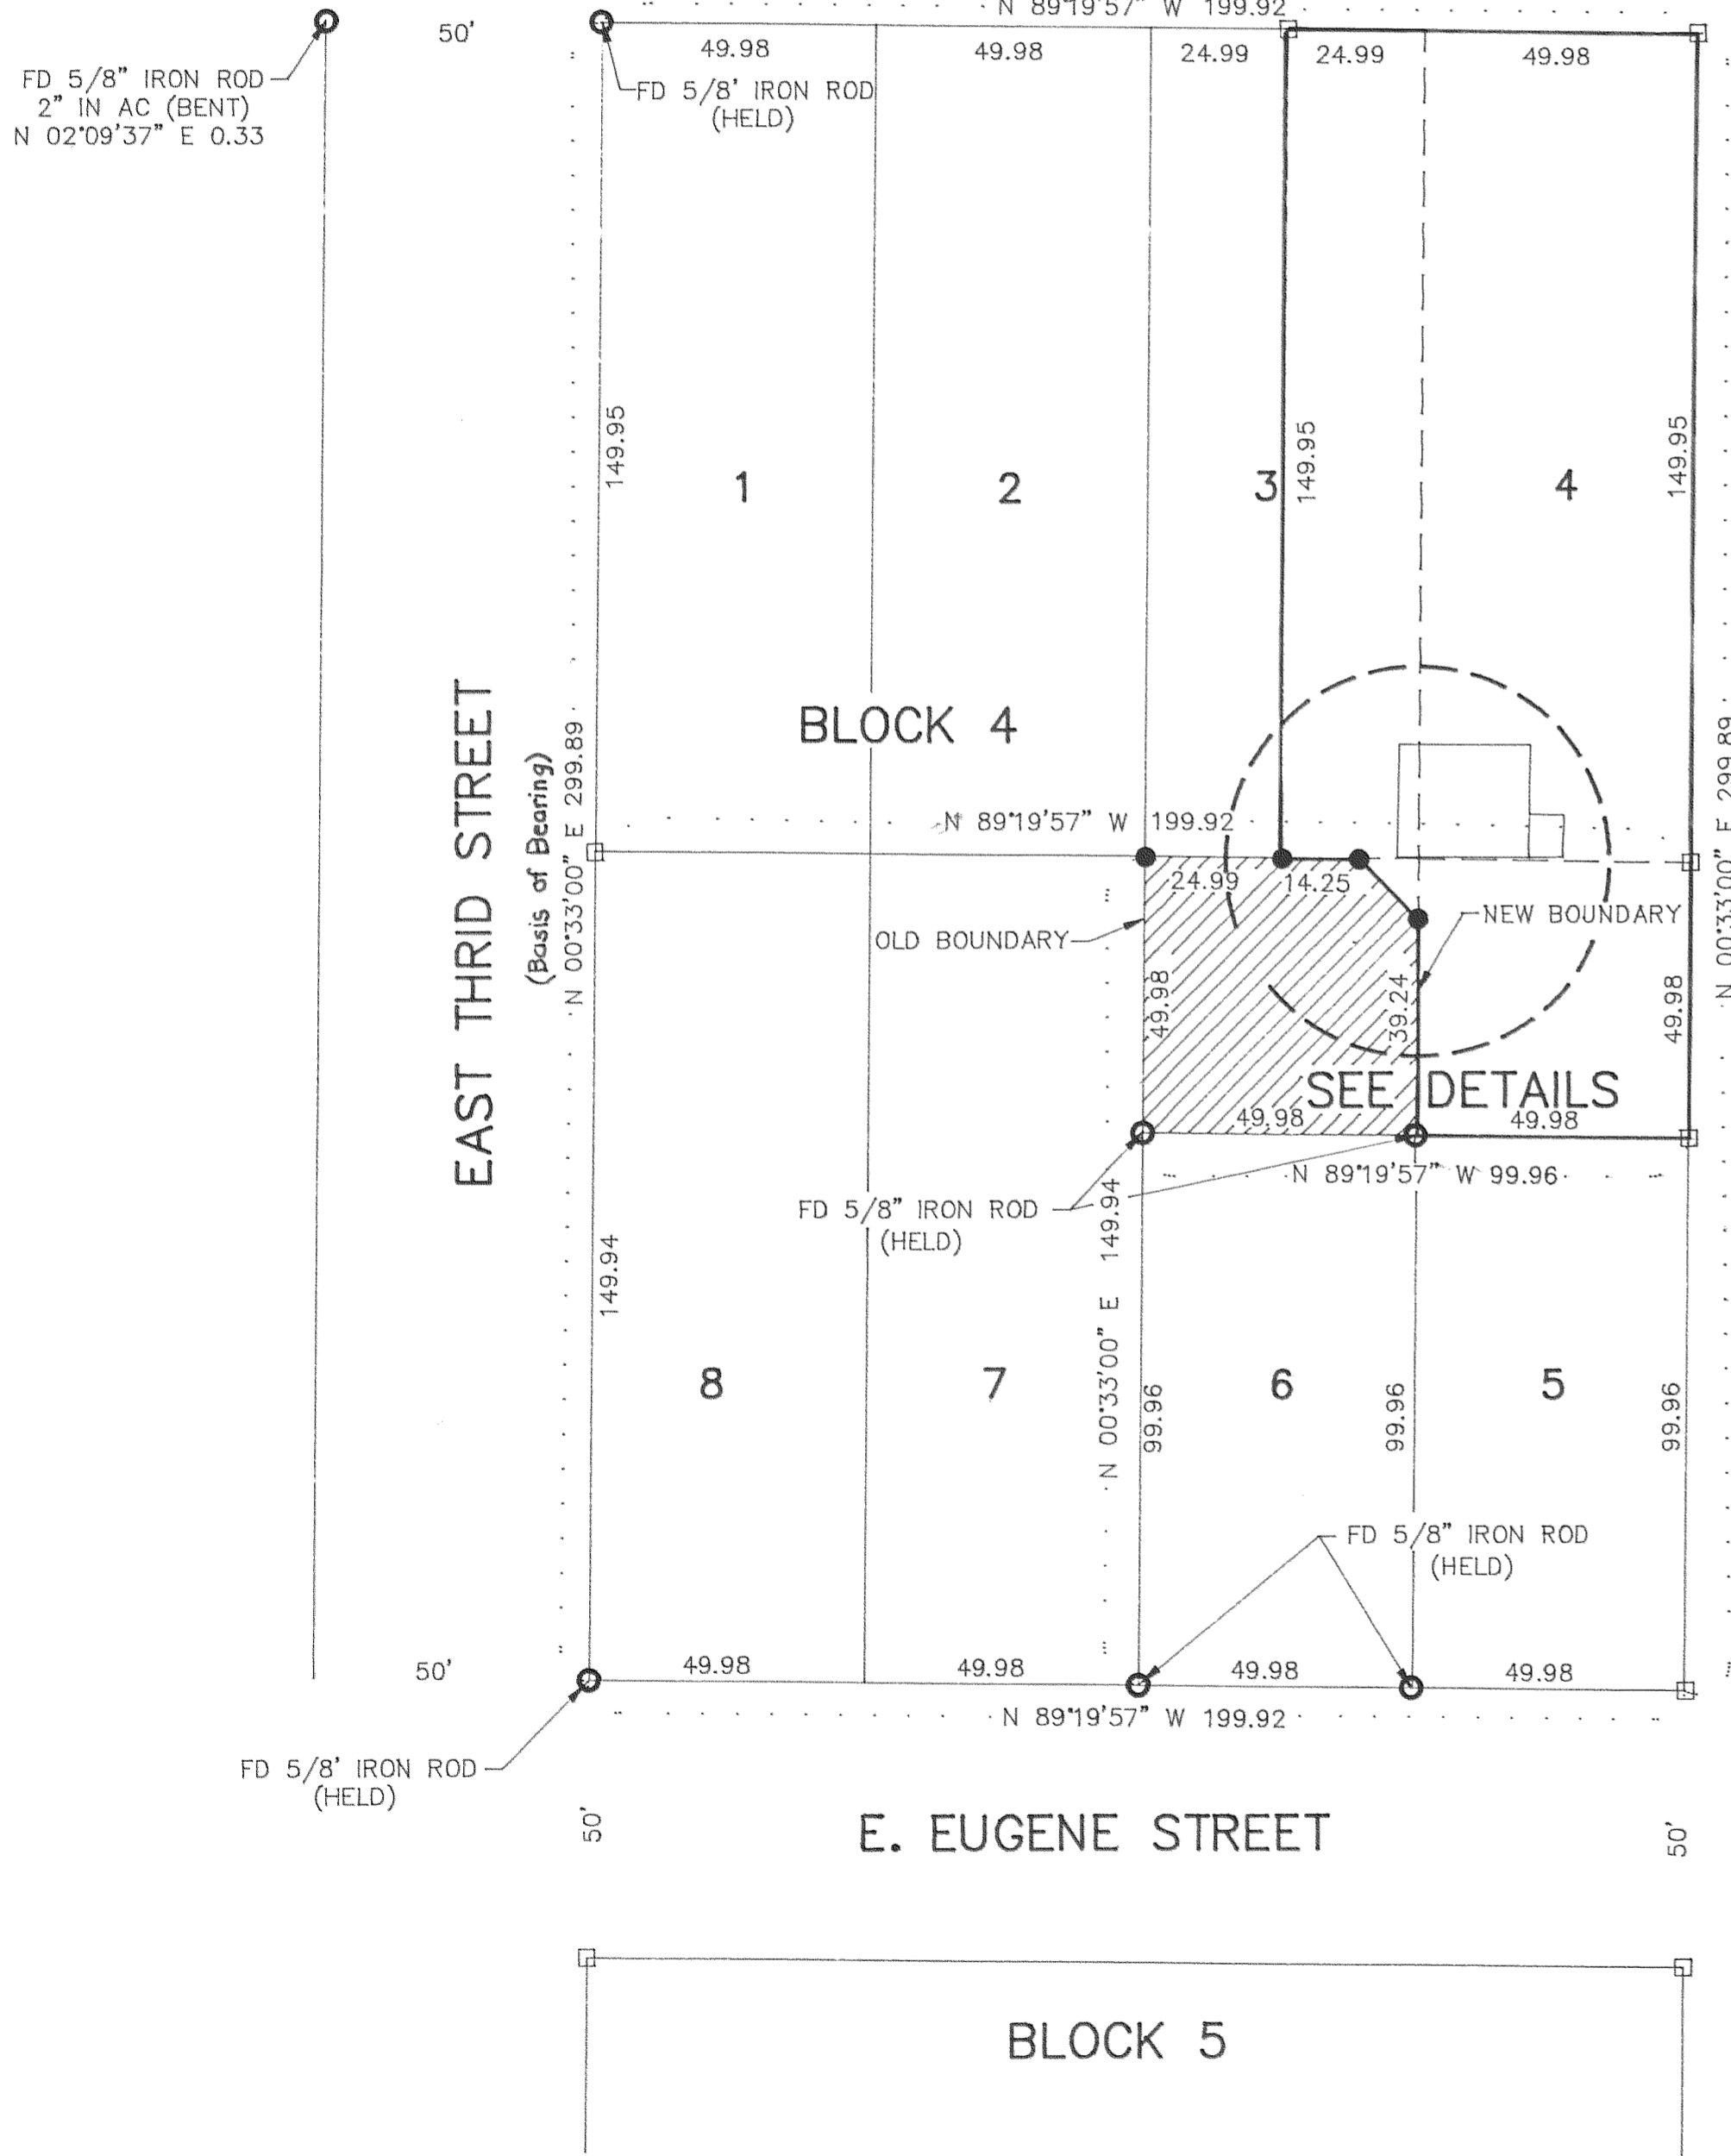 N 89°19'57" W 199.92
50'
49.98
49.98
24.99
24.99
49.98
FD 5/8" IRON ROD
2" IN AC (BENT)
N 02°09'37" E 0.33
FD 5/8' IRON ROD
(HELD)
149.95
149.95
149.95
1
2
3
4
BLOCK 4
EAST THRID STREET
(Basis of Bearing)
N 00°33'00" E 299.89
N 00°33'00" E 299.89
N 89°19'57" W 199.92
24.99
14.25
OLD BOUNDARY
NEW BOUNDARY
49.98
39.24
49.98
SEE DETAILS
49.98
49.98
N 89°19'57" W 99.96
FD 5/8" IRON ROD
(HELD)
149.94
N 00°33'00" E 149.94
8
7
6
5
99.96
99.96
99.96
FD 5/8" IRON ROD
(HELD)
50'
49.98
49.98
49.98
49.98
N 89°19'57" W 199.92
FD 5/8' IRON ROD
(HELD)
50'
E. EUGENE STREET
50'
BLOCK 5